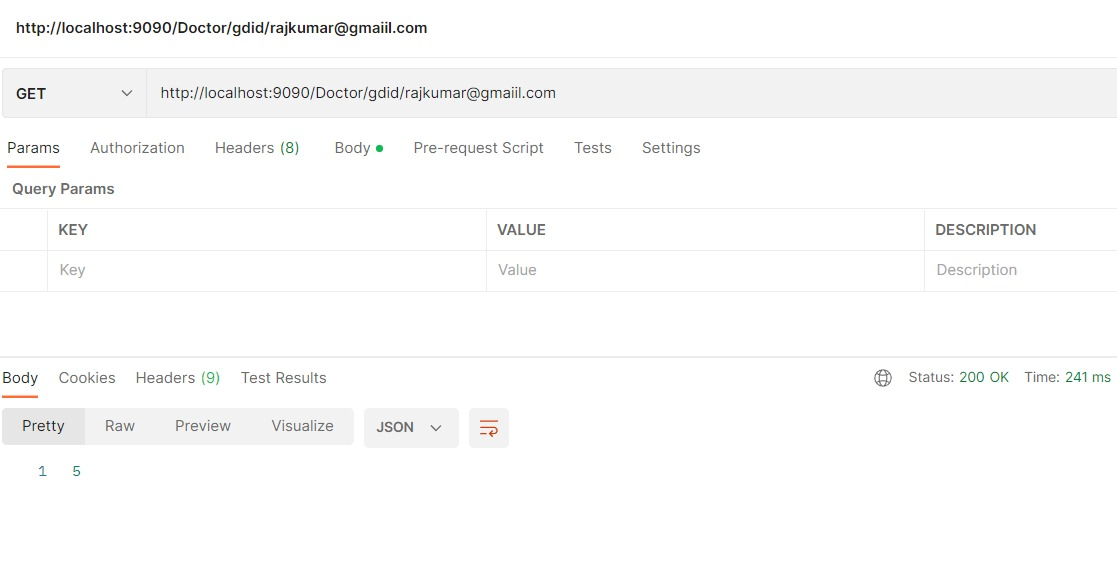 http://localhost:9090/Doctor/gdid/rajkumar@gmaiil.com
GET http://localhost:9090/Doctor/gdid/rajkumar@gmaiil.com
Params Authorization Headers (8) Body Pre-request Script Tests Settings
Query Params
KEY VALUE DESCRIPTION
Key Value Description
Body Cookies Headers (9) Test Results Status: 200 OK Time: 241 ms
Pretty Raw Preview Visualize JSON
1 5